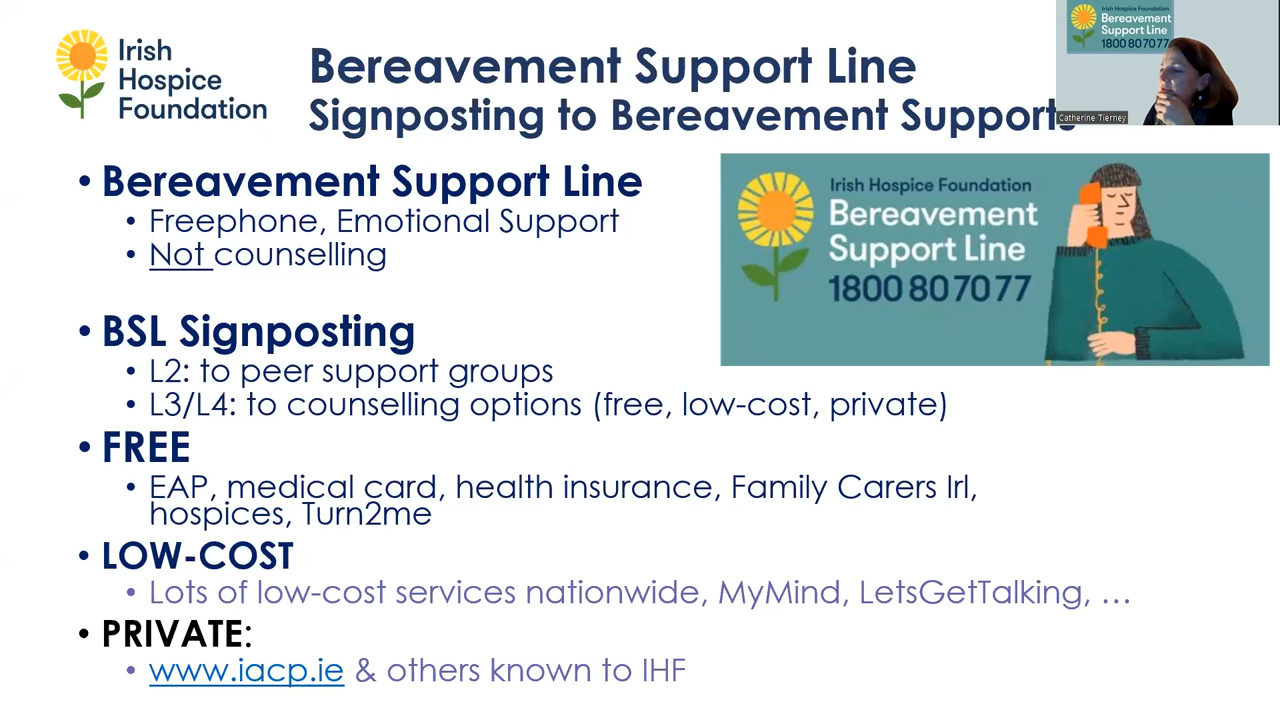 Irish
Hospice
Foundation
Bereavement Support Line
Signposting to Bereavement Supports
Irish Hospice Foundation
Bereavement
Support Line
1800 80 70 77
Catherine Tierney
• Bereavement Support Line
• Freephone, Emotional Support
• Not counselling
Irish Hospice Foundation
Bereavement
Support Line
1800 80 70 77
• BSL Signposting
• L2: to peer support groups
• L3/L4: to counselling options (free, low-cost, private)
• FREE
• EAP, medical card, health insurance, Family Carers Irl,
hospices, Turn2me
• LOW-COST
• Lots of low-cost services nationwide, MyMind, LetsGetTalking, …
• PRIVATE:
• www.iacp.ie & others known to IHF